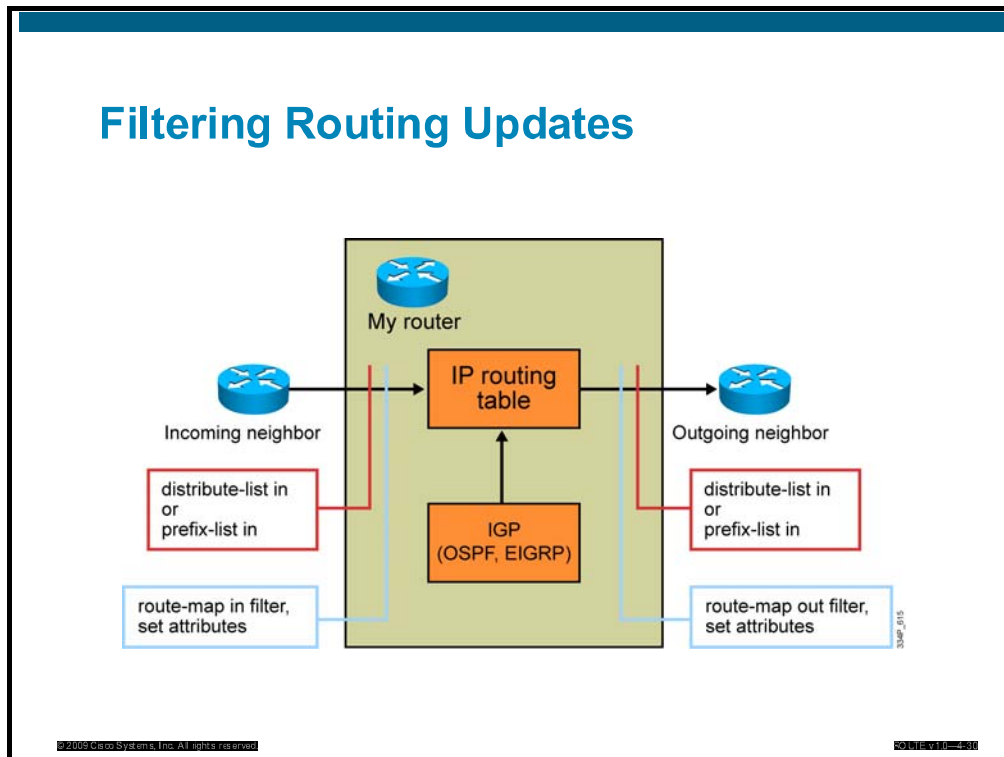 Filtering Routing Updates
My router
IP routing
table
Incoming neighbor
Outgoing neighbor
distribute-list in
or
prefix-list in
IGP
(OSPF, EIGRP)
distribute-list in
or
prefix-list in
route-map in filter,
set attributes
route-map out filter,
set attributes
334P_615
© 2009 Cisco Systems, Inc. All rights reserved.
v1.0—4-30